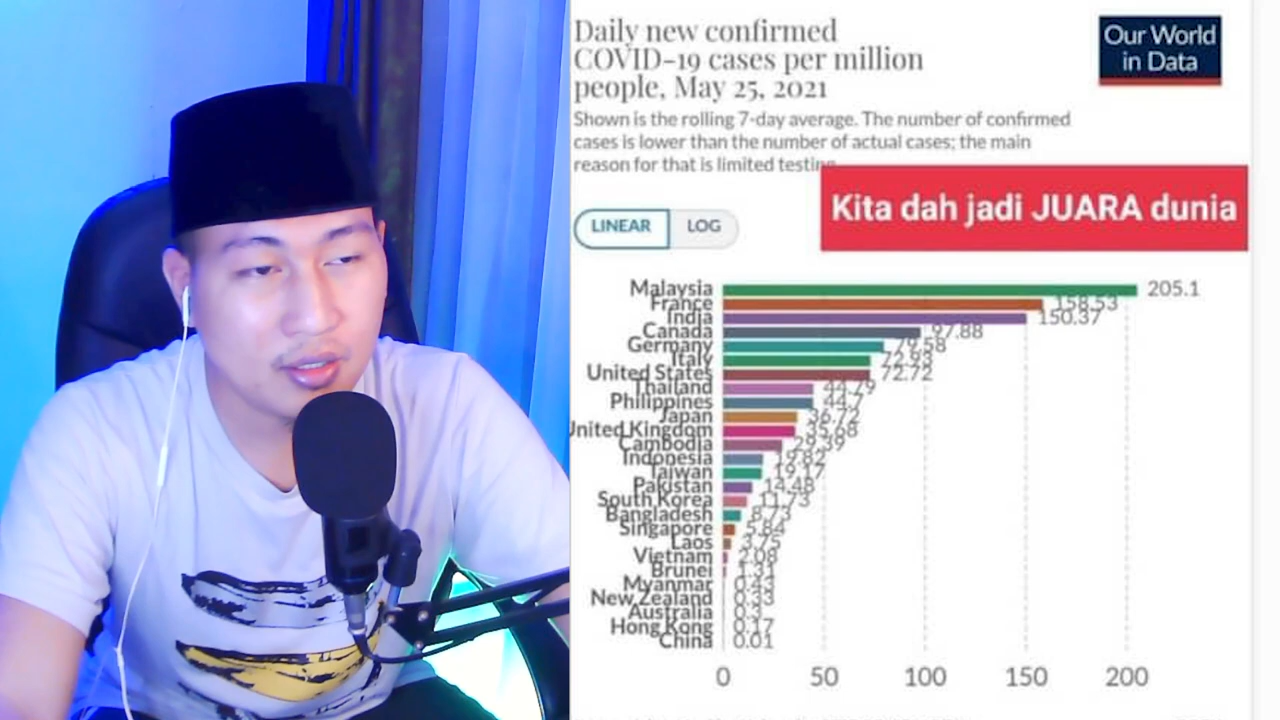 Daily new confirmed
COVID-19 cases per million
people, May 25, 2021
Our World
in Data
Shown is the rolling 7-day average. The number of confirmed
cases is lower than the number of actual cases; the main
reason for that is limited testing
Kita dah jadi JUARA dunia
LINEAR LOG
Malaysia 205.1
France 158.53
India 150.37
Canada 97.88
Germany 79.58
Italy 72.93
United States 72.72
Thailand 44.79
Philippines 44.7
Japan 36.72
United Kingdom 35.68
Cambodia 29.39
Indonesia 19.82
Taiwan 19.17
Pakistan 14.48
South Korea 11.73
Bangladesh 8.73
Singapore 5.84
Laos 3.75
Vietnam 2.08
Brunei 1.31
Myanmar 0.43
New Zealand 0.33
Australia 0.3
Hong Kong 0.17
China 0.01
0 50 100 150 200